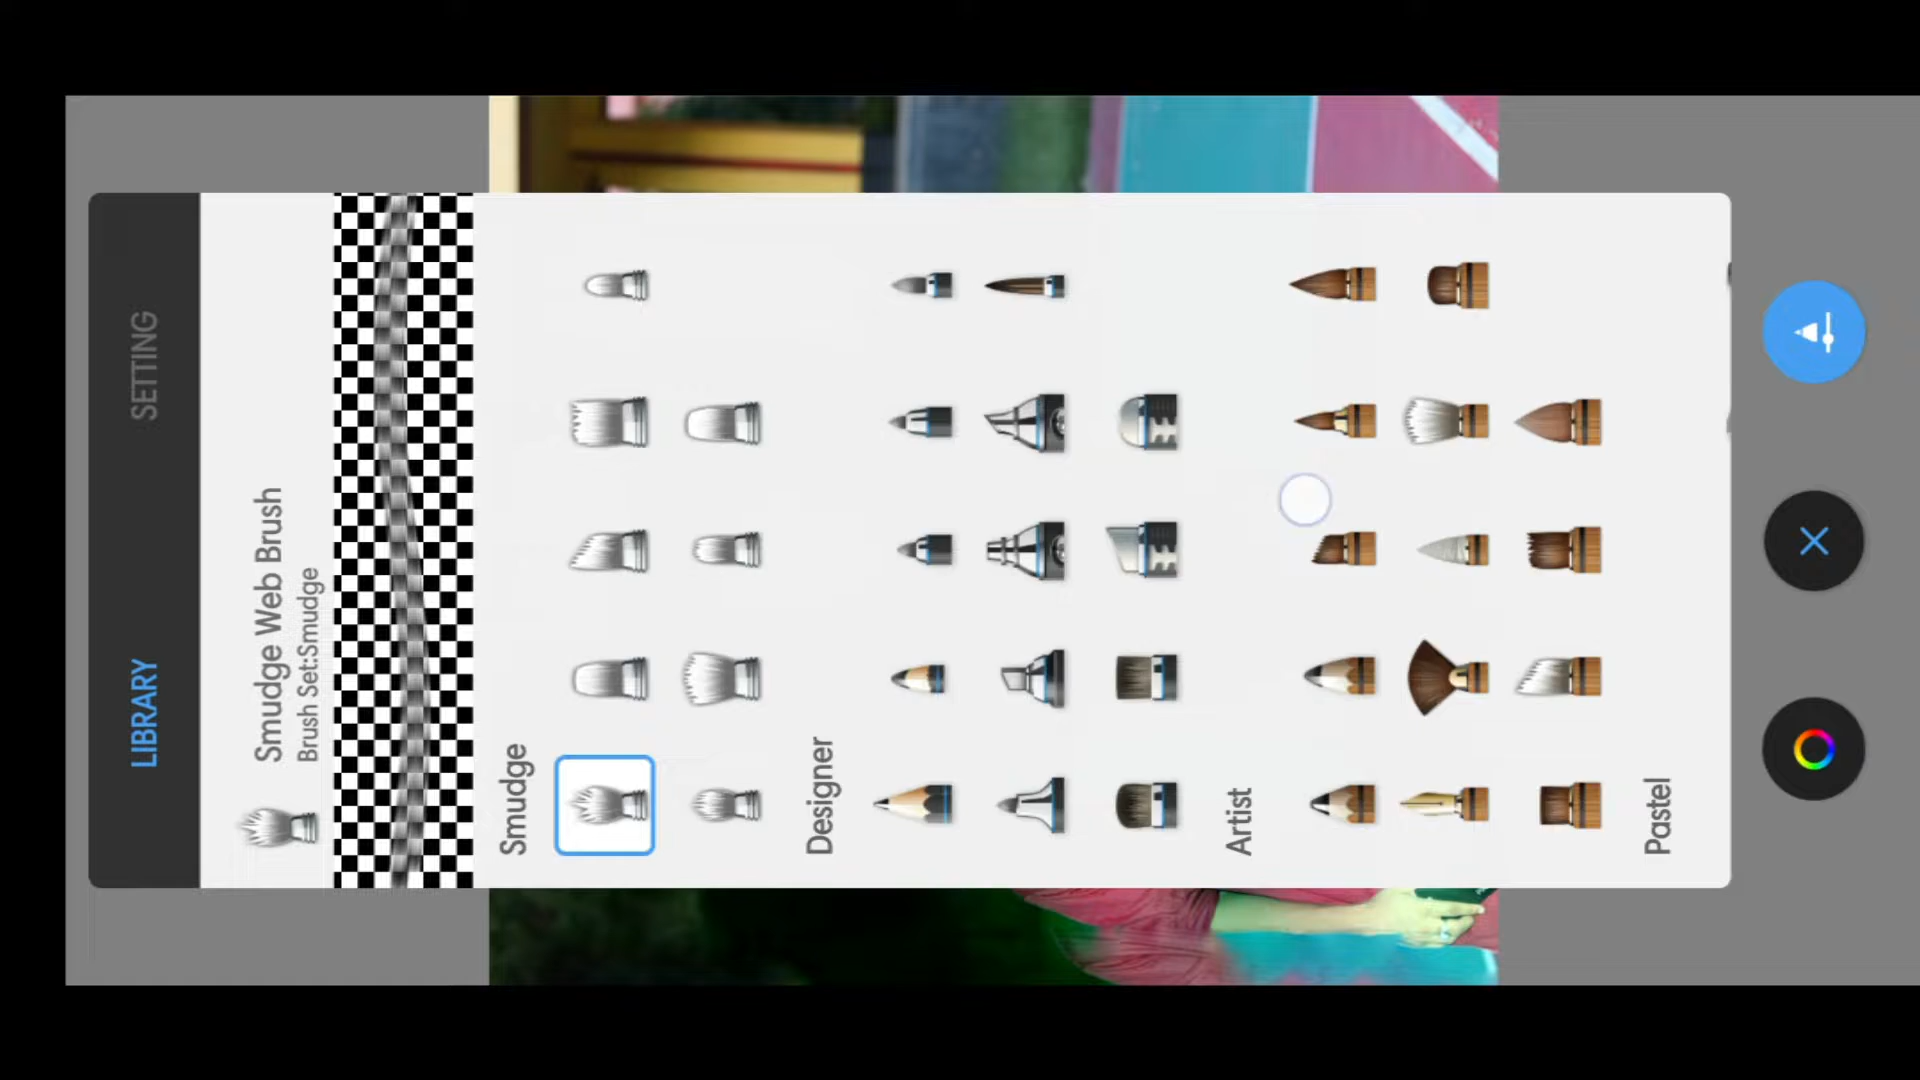 LIBRARY
SETTING
Smudge Web Brush
Brush Set:Smudge
Smudge
Designer
Artist
Pastel